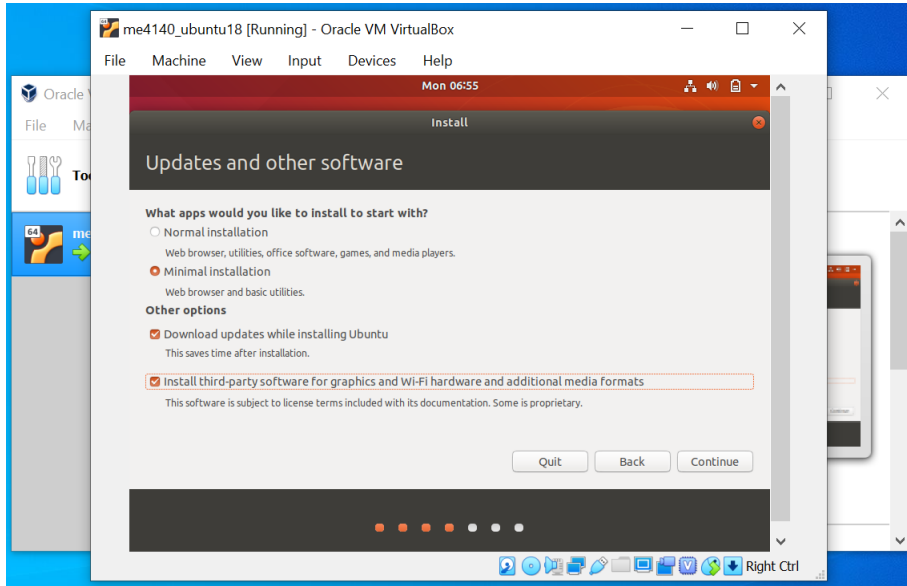 me4140_ubuntu18 [Running] - Oracle VM VirtualBox
File Machine View Input Devices Help
Oracle
File
64
Mon 06:55
Install
Updates and other software
What apps would you like to install to start with?
Normal installation
Web browser, utilities, office software, games, and media players.
Minimal installation
Web browser and basic utilities.
Other options
Download updates while installing Ubuntu
This saves time after installation.
Install third-party software for graphics and Wi-Fi hardware and additional media formats
This software is subject to license terms included with its documentation. Some is proprietary.
Quit Back Continue
Right Ctrl